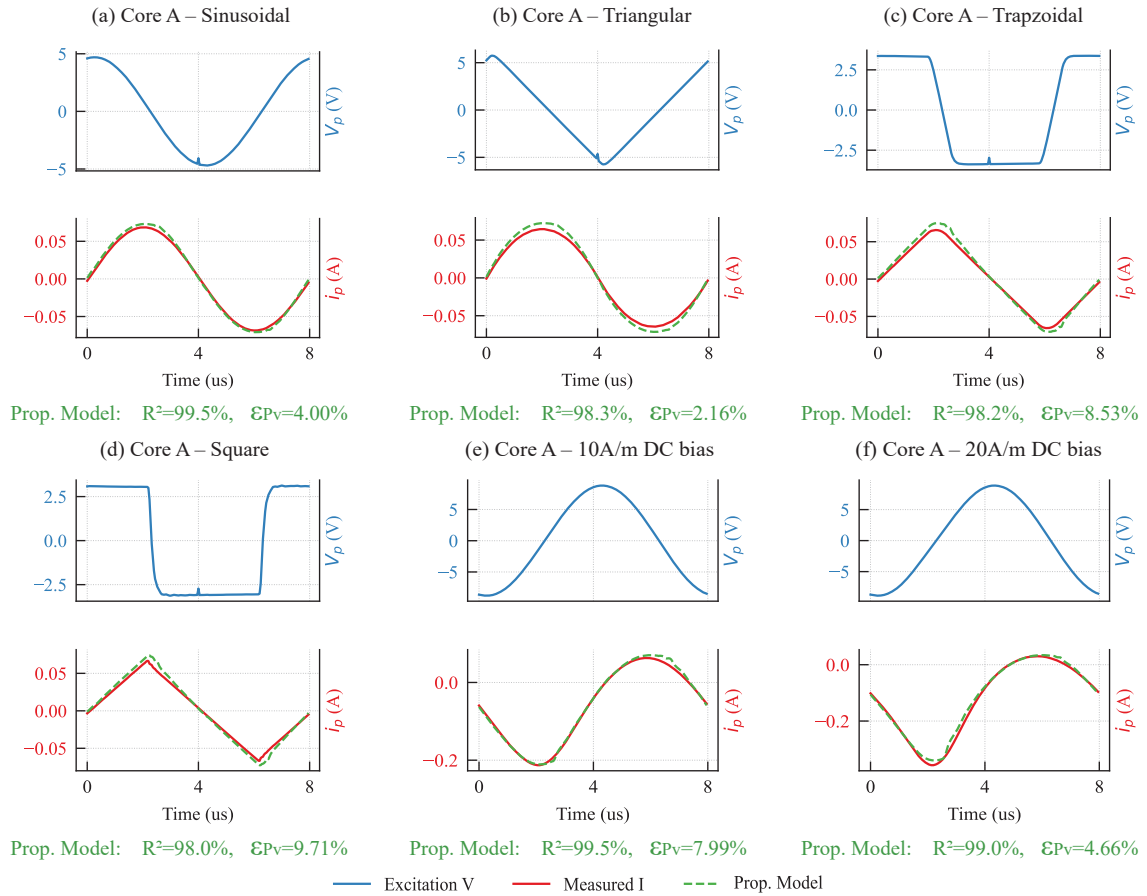 (a) Core A – Sinusoidal
(b) Core A – Triangular
(c) Core A – Trapzoidal
5
0
−5
V_p (V)
5
0
−5
V_p (V)
2.5
0.0
−2.5
V_p (V)
0.05
0.00
−0.05
i_p (A)
0.05
0.00
−0.05
i_p (A)
0.05
0.00
−0.05
i_p (A)
0 4 8
0 4 8
0 4 8
Time (us)
Time (us)
Time (us)
Prop. Model: R²=99.5%, εPv=4.00%
Prop. Model: R²=98.3%, εPv=2.16%
Prop. Model: R²=98.2%, εPv=8.53%
(d) Core A – Square
(e) Core A – 10A/m DC bias
(f) Core A – 20A/m DC bias
2.5
0.0
−2.5
V_p (V)
5
0
−5
V_p (V)
5
0
−5
V_p (V)
0.05
0.00
−0.05
i_p (A)
0.0
−0.2
i_p (A)
0.0
−0.2
i_p (A)
0 4 8
0 4 8
0 4 8
Time (us)
Time (us)
Time (us)
Prop. Model: R²=98.0%, εPv=9.71%
Prop. Model: R²=99.5%, εPv=7.99%
Prop. Model: R²=99.0%, εPv=4.66%
Excitation V
Measured I
Prop. Model